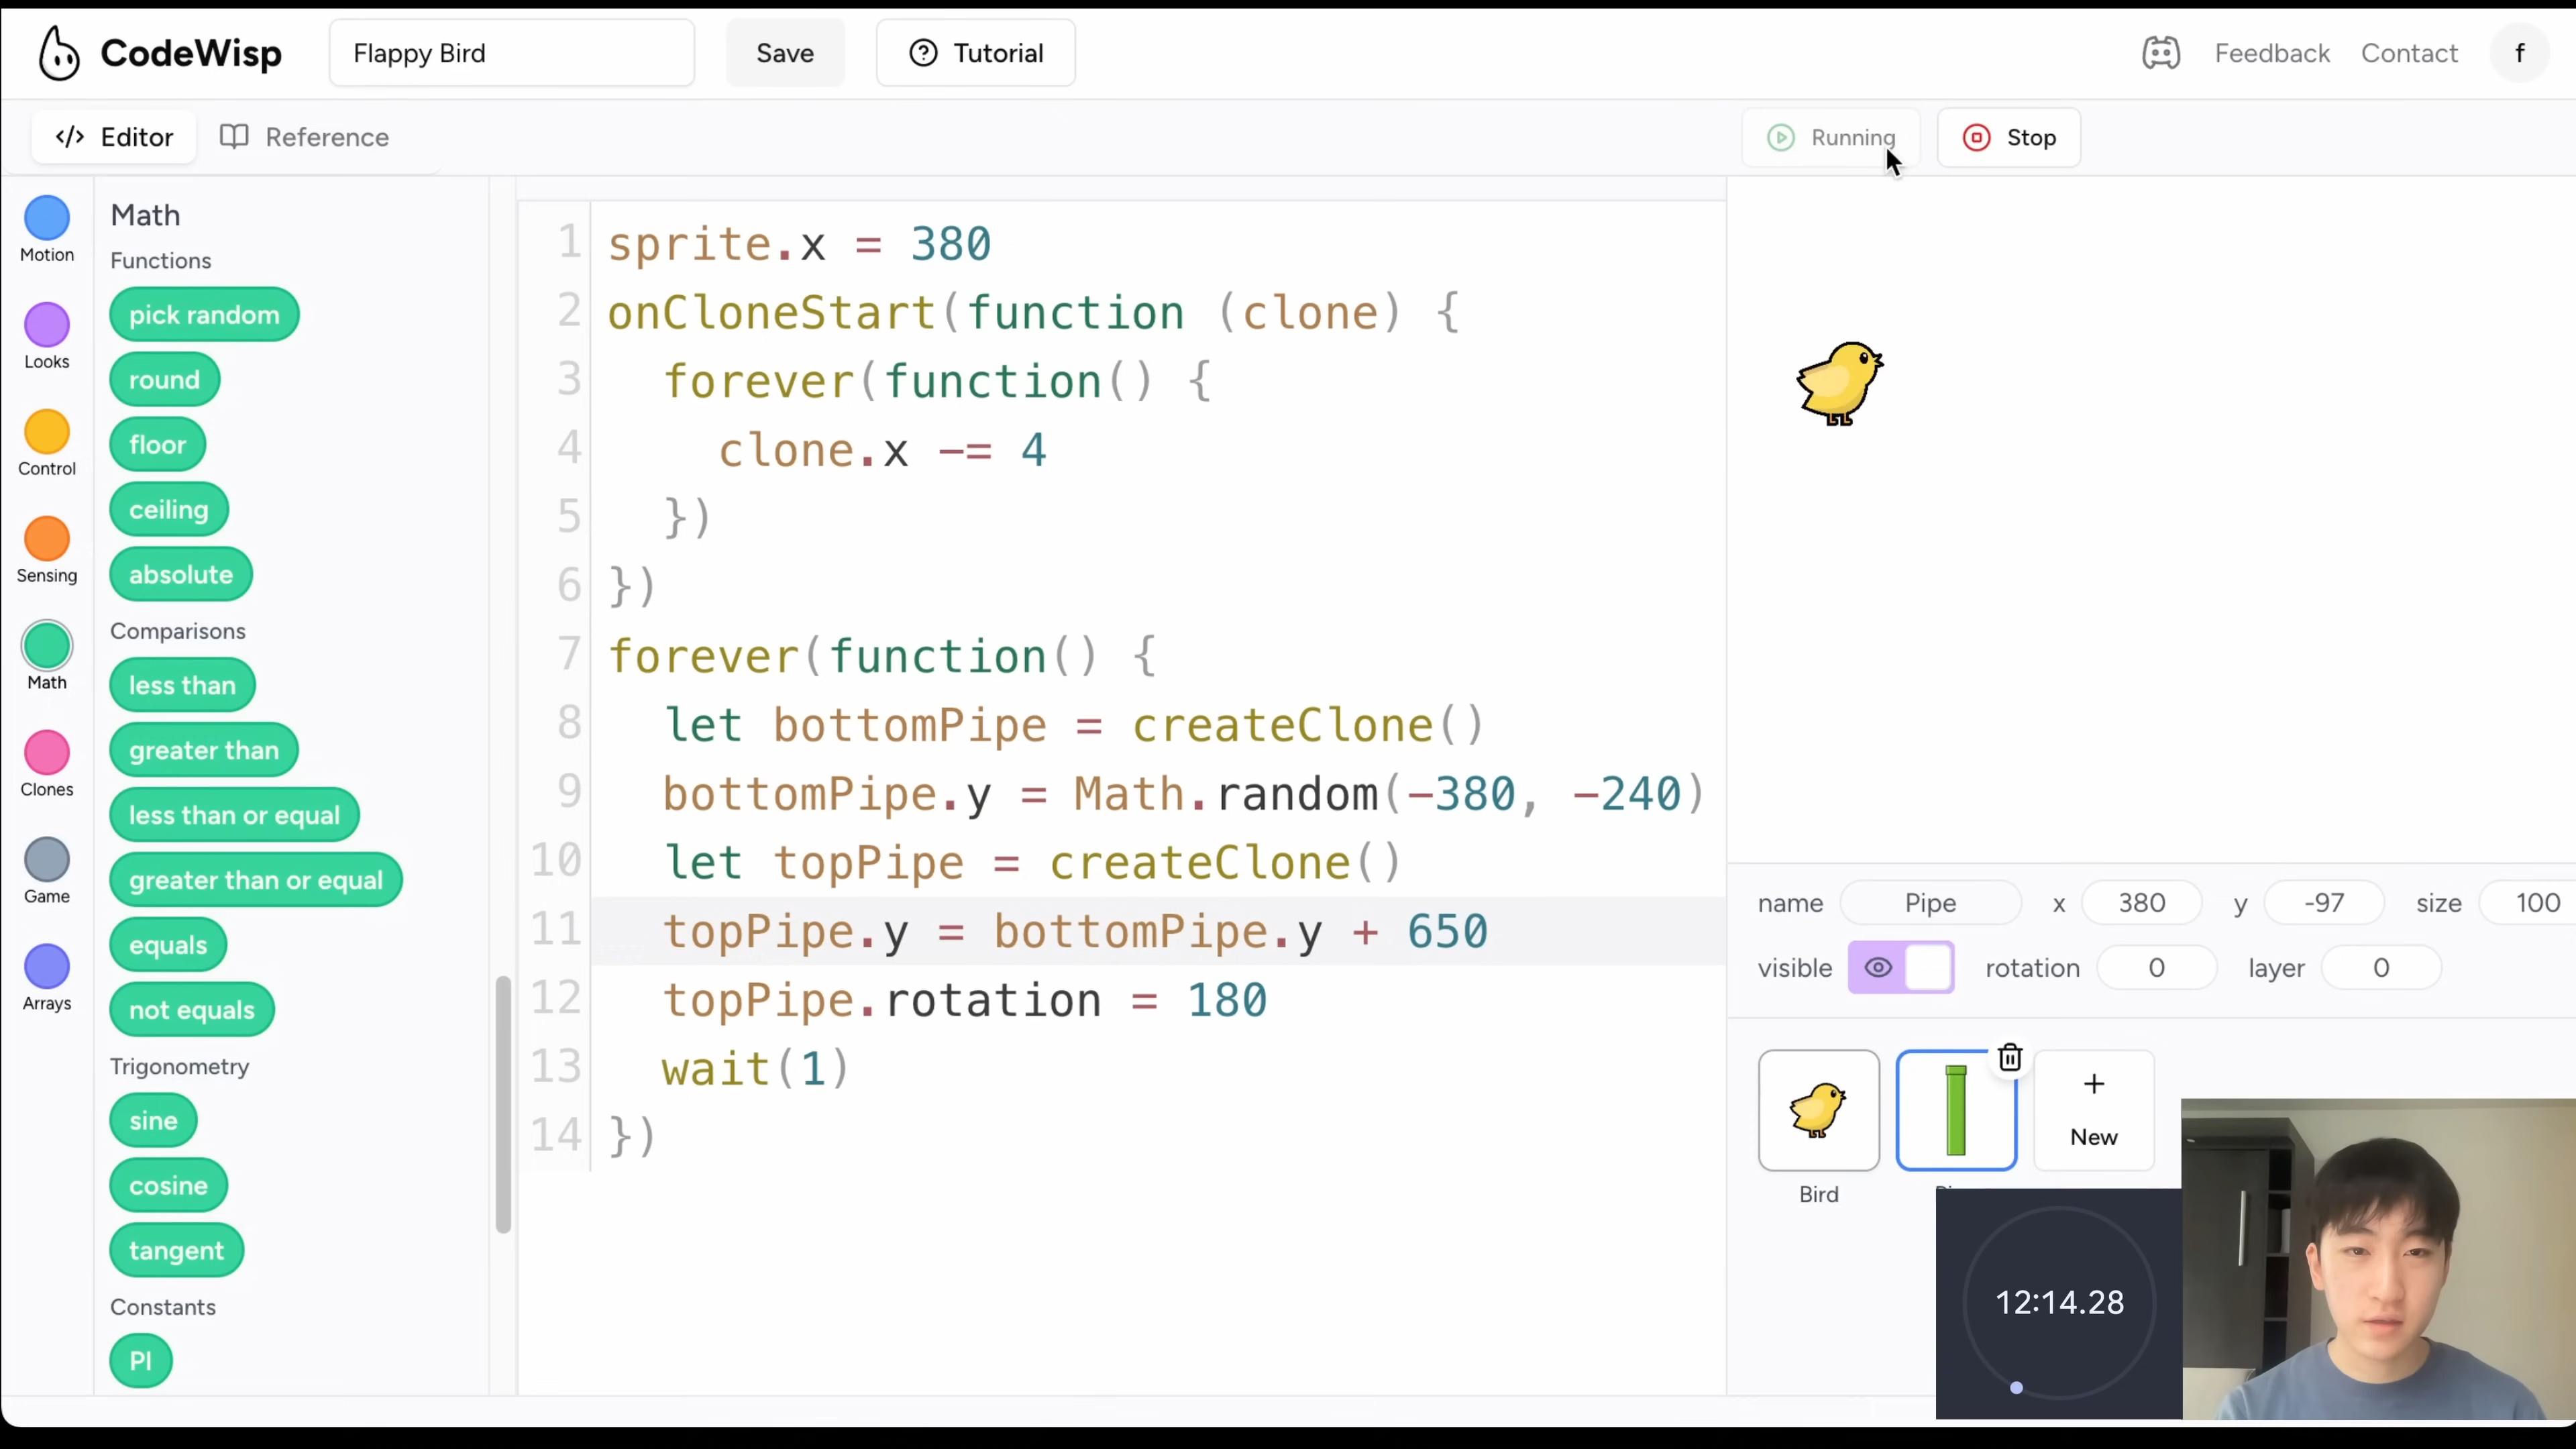 CodeWisp
Flappy Bird
Save
Tutorial
Feedback
Contact
f
Editor
Reference
Running
Stop
Motion
Looks
Control
Sensing
Math
Clones
Game
Arrays
Math
Functions
pick random
round
floor
ceiling
absolute
Comparisons
less than
greater than
less than or equal
greater than or equal
equals
not equals
Trigonometry
sine
cosine
tangent
Constants
PI
1 sprite.x = 380
2 onCloneStart(function (clone) {
3 forever(function() {
4 clone.x -= 4
5 })
6 })
7 forever(function() {
8 let bottomPipe = createClone()
9 bottomPipe.y = Math.random(-380, -240)
10 let topPipe = createClone()
11 topPipe.y = bottomPipe.y + 650
12 topPipe.rotation = 180
13 wait(1)
14 })
name Pipe x 380 y -97 size 100
visible rotation 0 layer 0
+
New
Bird
12:14.28